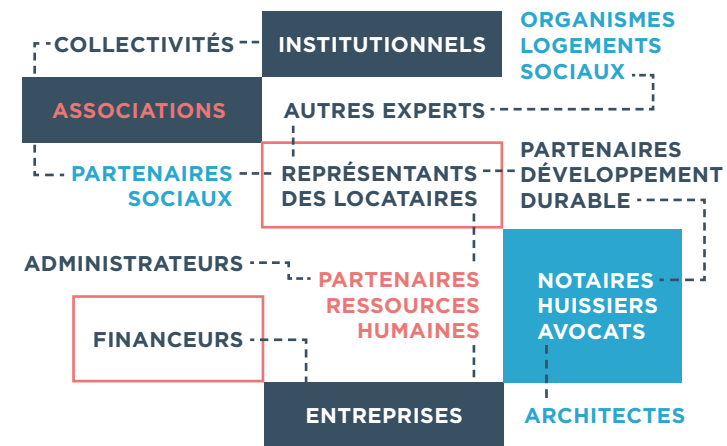 COLLECTIVITÉS
INSTITUTIONNELS
ORGANISMES
LOGEMENTS
SOCIAUX
ASSOCIATIONS
AUTRES EXPERTS
PARTENAIRES
SOCIAUX
REPRÉSENTANTS
DES LOCATAIRES
PARTENAIRES
DÉVELOPPEMENT
DURABLE
ADMINISTRATEURS
PARTENAIRES
RESSOURCES
HUMAINES
NOTAIRES
HUISSIERS
AVOCATS
FINANCEURS
ENTREPRISES
ARCHITECTES